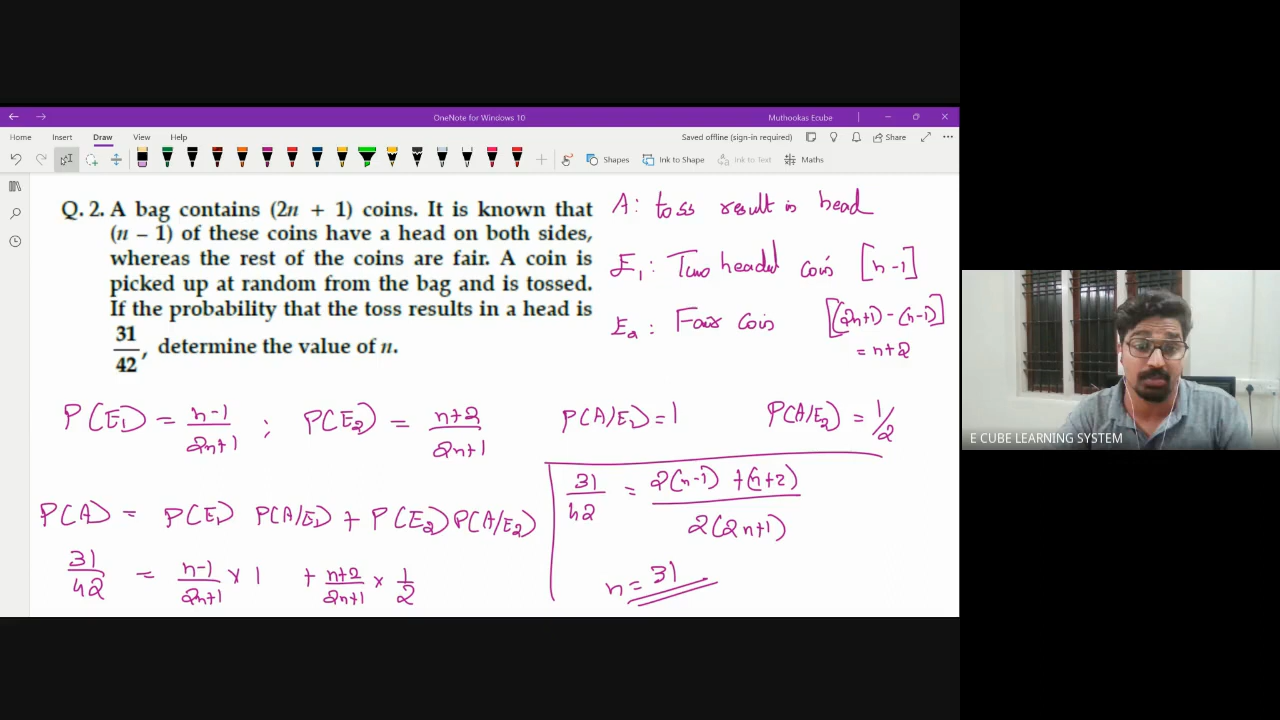 OneNote for Windows 10
Muthookas Ecube
Home Insert Draw View Help
Saved offline (sign-in required) Share
Shapes Ink to Shape Ink to Text Maths
Q. 2. A bag contains (2n + 1) coins. It is known that
(n – 1) of these coins have a head on both sides,
whereas the rest of the coins are fair. A coin is
picked up at random from the bag and is tossed.
If the probability that the toss results in a head is
31/42, determine the value of n.
A: toss result is head
E1: Two headed coin [n-1]
E2: Fair coin [(2n+1)-(n-1)]
= n+2
P(E1) = n-1/2n+1 ; P(E2) = n+2/2n+1 P(A/E1)=1 P(A/E2) = 1/2
P(A) = P(E1) P(A/E1) + P(E2) P(A/E2)
31/42 = n-1/2n+1 × 1 + n+2/2n+1 × 1/2
31/42 = 2(n-1) +(n+2)/2(2n+1)
n = 31
E CUBE LEARNING SYSTEM